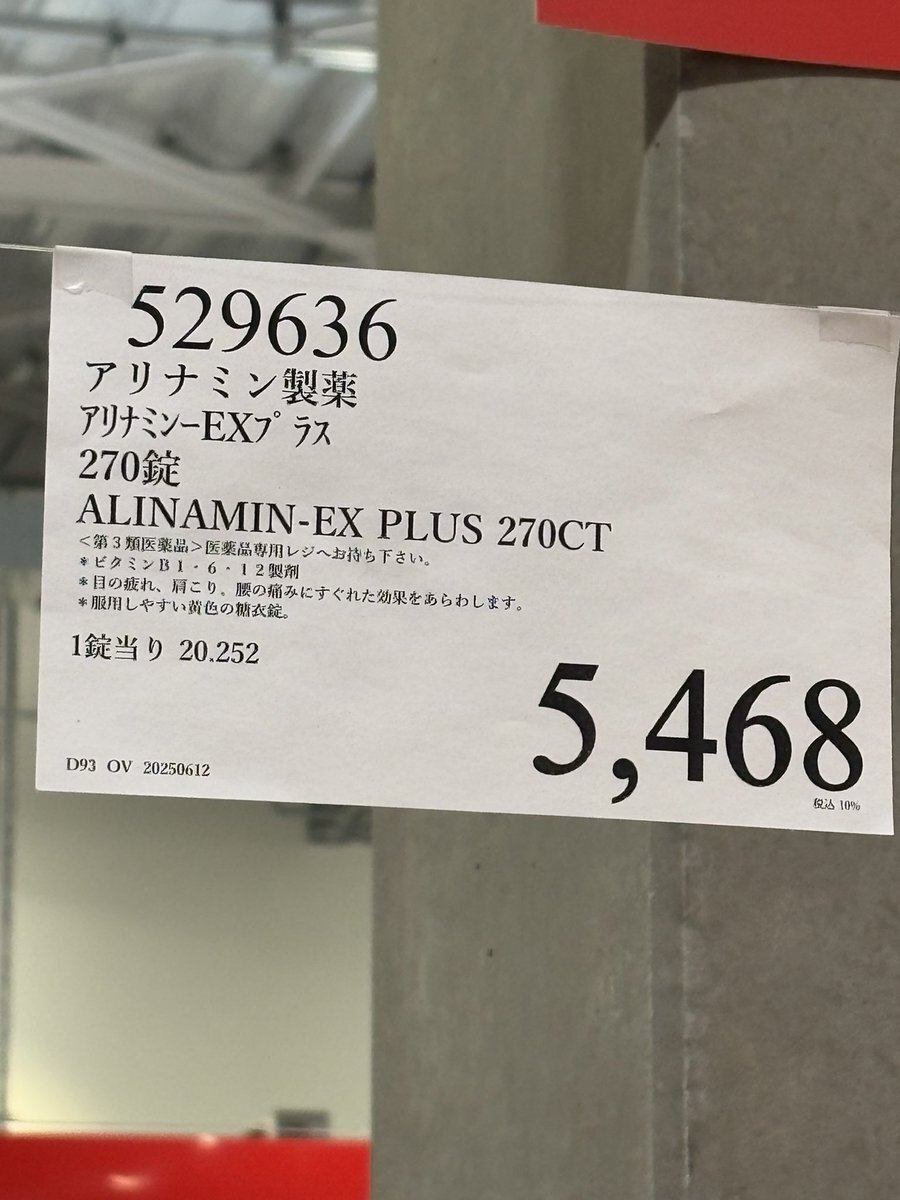 529636
アリナミン製薬
アリナミンーEXプラス
270錠
ALINAMIN-EX PLUS 270CT
<第3類医薬品>医薬品専用レジへお持ち下さい。
*ビタミンB1・6・12製剤
*目の疲れ、肩こり。腰の痛みにすぐれた効果をあらわします。
*服用しやすい黄色の糖衣錠。
1錠当り 20.252
5,468
税込 10%
D93 OV 20250612